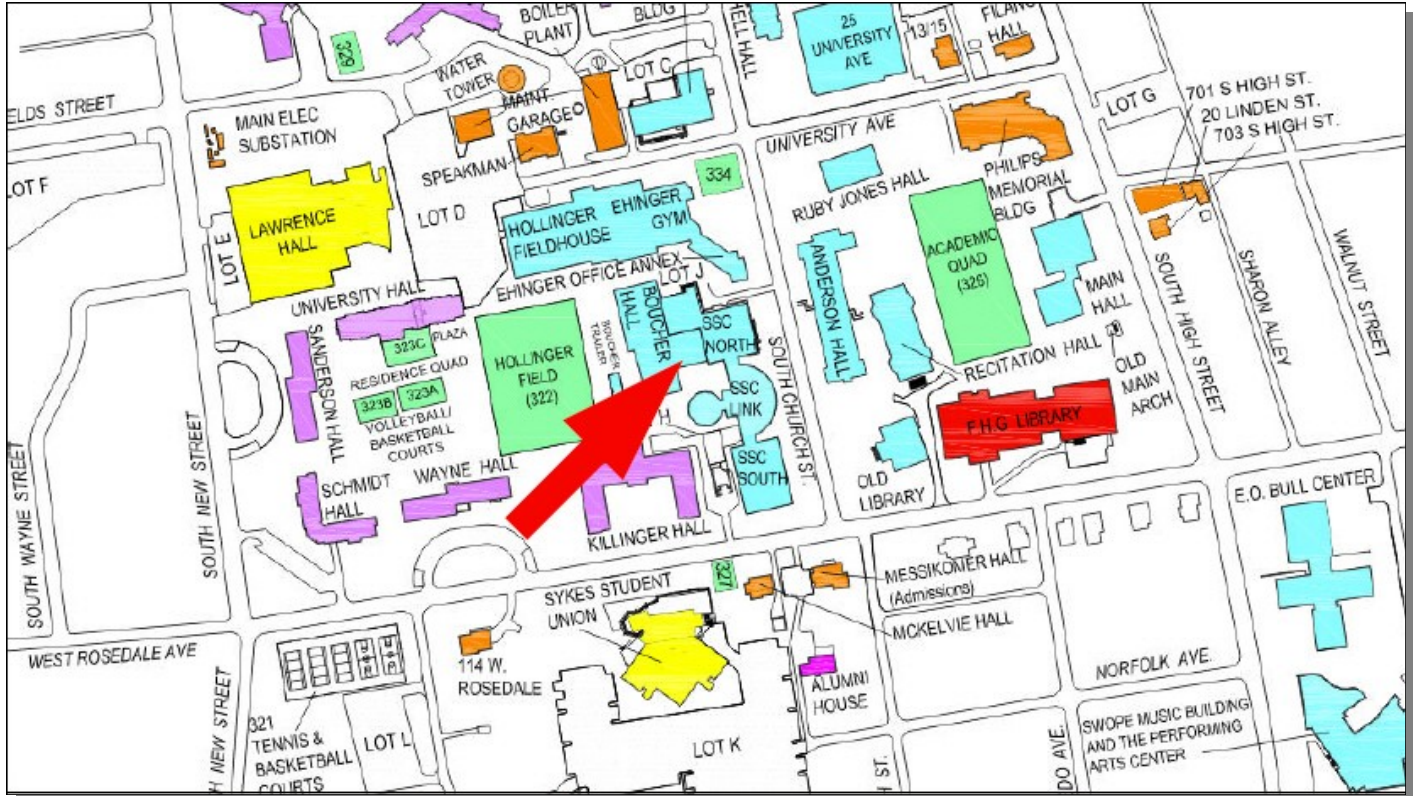 BOILER
PLANT
BLDG
25
UNIVERSITY
AVE
13/15
HALL
329
WATER
TOWER
LOT C
MAINT.
GARAGE
701 S HIGH ST.
20 LINDEN ST.
703 S HIGH ST.
LOT G
STREET
MAIN ELEC
SUBSTATION
UNIVERSITY AVE
LOT F
SPEAKMAN
334
PHILIPS
MEMORIAL
BLDG
RUBY JONES HALL
LAWRENCE
HALL
LOT E
LOT D
HOLLINGER
FIELDHOUSE
EHINGER
GYM
ACADEMIC
QUAD
(326)
ANDERSON HALL
MAIN
HALL
SOUTH HIGH STREET
SHARON ALLEY
WALNUT STREET
EHINGER OFFICE ANNEX
LOT J
UNIVERSITY HALL
BOUCHER
HALL
SSC
NORTH
BOUCHER
TRAILER
323C
PLAZA
RESIDENCE QUAD
323B
323A
VOLLEYBALL/
BASKETBALL
COURTS
SANDERSON HALL
HOLLINGER
FIELD
(322)
SSC
LINK
SOUTH CHURCH ST.
RECITATION HALL
OLD
MAIN
ARCH
F.H.G LIBRARY
H
SSC
SOUTH
OLD
LIBRARY
SCHMIDT
HALL
WAYNE HALL
KILLINGER HALL
SOUTH WAYNE STREET
SOUTH NEW STREET
E.O. BULL CENTER
SYKES STUDENT
UNION
327
MESSIKOMER HALL
(Admissions)
MCKELVIE HALL
WEST ROSEDALE AVE
114 W.
ROSEDALE
ALUMNI
HOUSE
NORFOLK AVE.
NEW STREET
321
TENNIS &
BASKETBALL
COURTS
LOT L
LOT K
SWOPE MUSIC BUILDING
AND THE PERFORMING
ARTS CENTER
ST.
AVE.